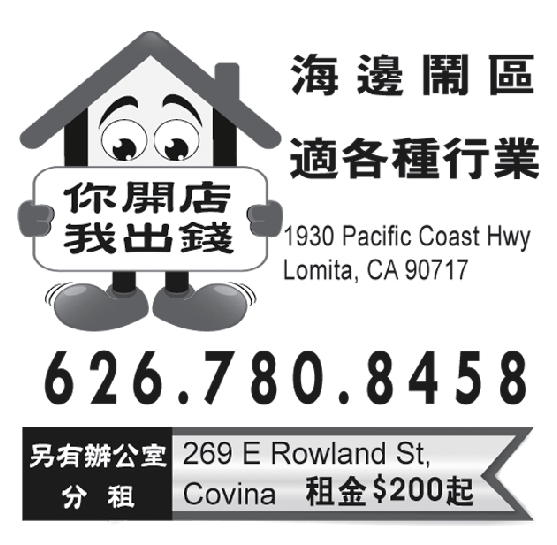 海邊鬧區
適各種行業
你開店
我出錢
1930 Pacific Coast Hwy
Lomita, CA 90717
626.780.8458
另有辦公室
分租
269 E Rowland St,
Covina 租金$200起